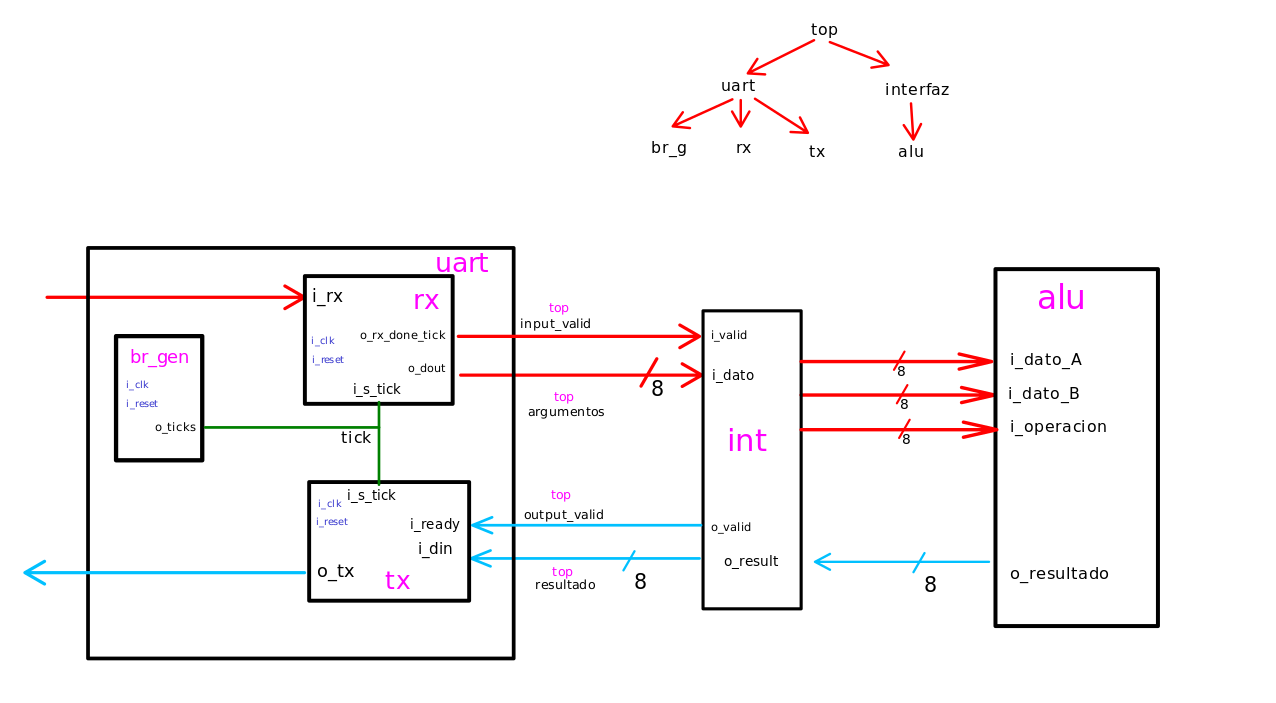 top
uart
interfaz
br_g
rx
tx
alu
uart
i_rx
rx
o_rx_done_tick
i_clk
i_reset
o_dout
i_s_tick
br_gen
i_clk
i_reset
o_ticks
tick
i_s_tick
i_clk
i_reset
i_ready
i_din
o_tx
tx
top
input_valid
8
top
argumentos
top
output_valid
top
resultado
8
i_valid
i_dato
int
o_valid
o_result
8
8
8
8
alu
i_dato_A
i_dato_B
i_operacion
o_resultado